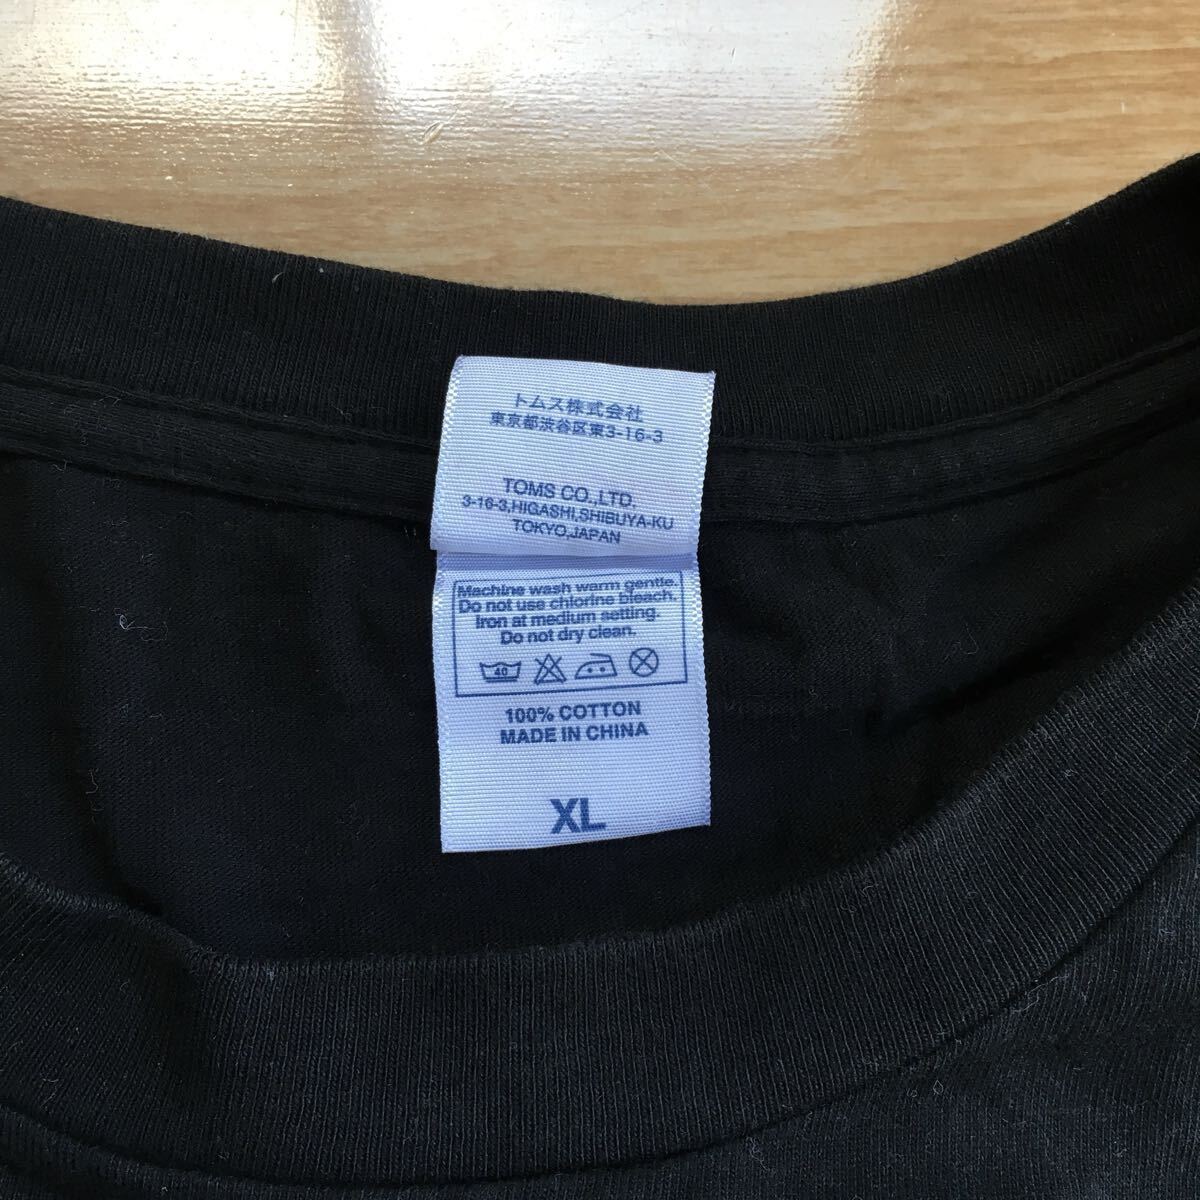 トムス株式会社
東京都渋谷区東3-16-3
TOMS CO.,LTD.
3-16-3,HIGASHI,SHIBUYA-KU
TOKYO,JAPAN
Machine wash warm gentle.
Do not use chlorine bleach.
Iron at medium setting.
Do not dry clean.
40
100% COTTON
MADE IN CHINA
XL